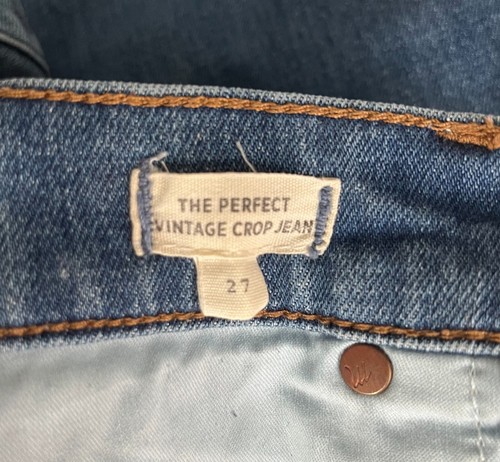 THE PERFECT
VINTAGE CROP JEAN
27